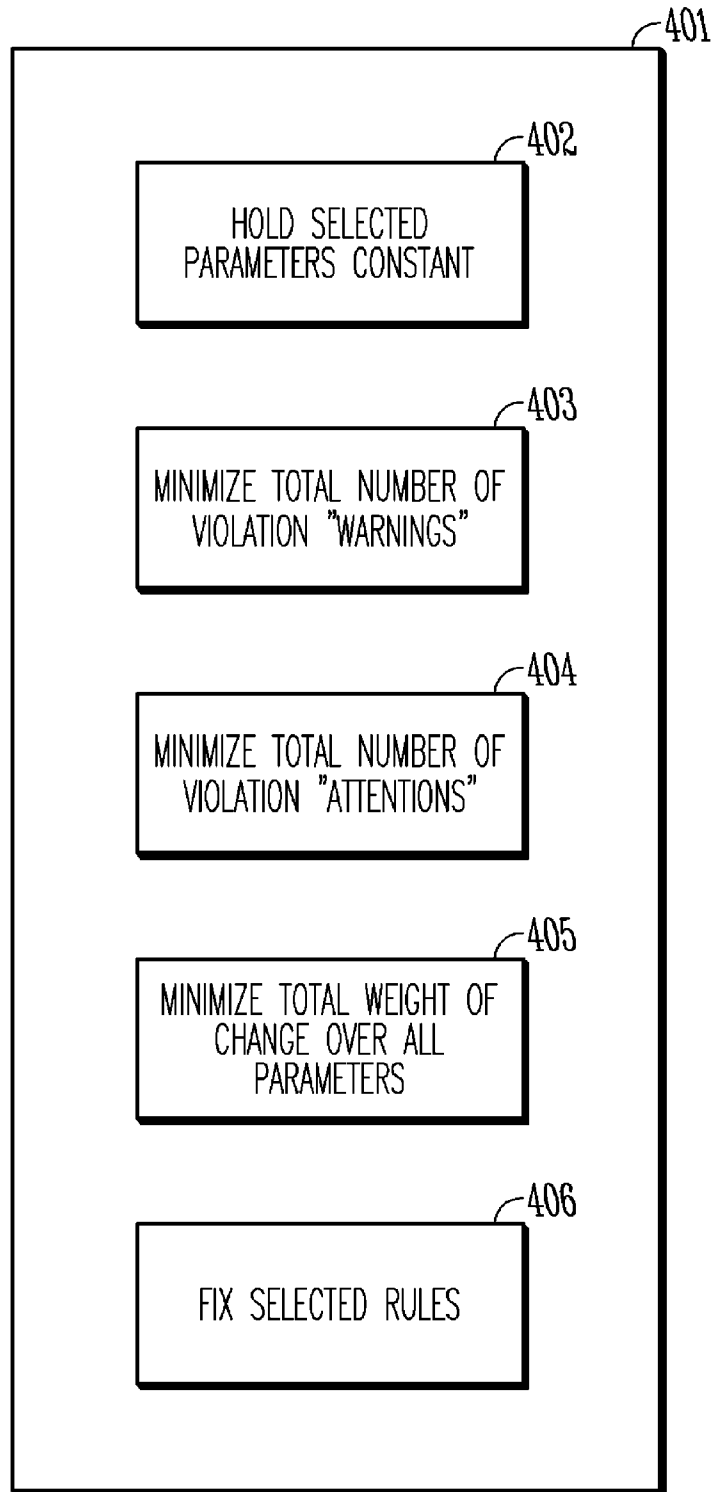 401
402
HOLD SELECTED
PARAMETERS CONSTANT
403
MINIMIZE TOTAL NUMBER OF
VIOLATION "WARNINGS"
404
MINIMIZE TOTAL NUMBER OF
VIOLATION "ATTENTIONS"
405
MINIMIZE TOTAL WEIGHT OF
CHANGE OVER ALL
PARAMETERS
406
FIX SELECTED RULES